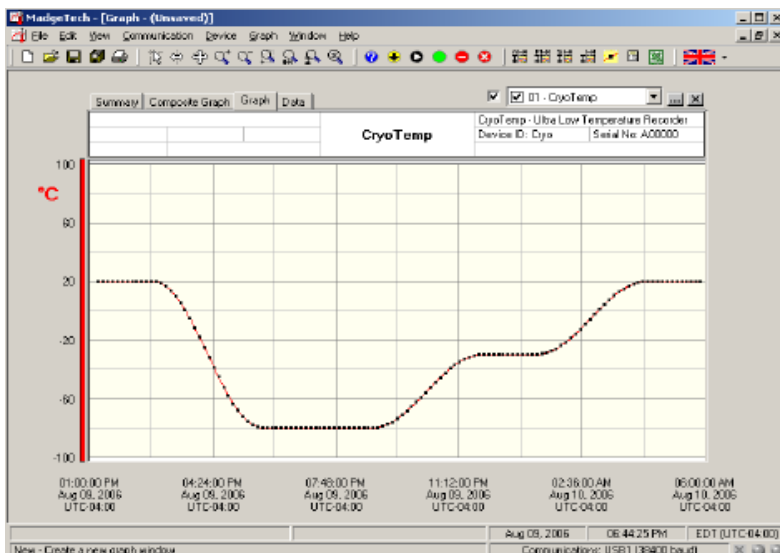 MadgeTech - [Graph - (Unsaved)]
File Edit View Communication Device Graph Window Help
Summary Composite Graph Graph Data
01 - CryoTemp
CryoTemp
CryoTemp - Ultra Low Temperature Recorder
Device ID: Cryo Serial No: A00000
°C
100
60
20
-20
-60
-100
01:00:00 PM 04:24:00 PM 07:48:00 PM 11:12:00 PM 02:36:00 AM 06:00:00 AM
Aug 09, 2006 Aug 09, 2006 Aug 09, 2006 Aug 09, 2006 Aug 10, 2006 Aug 10, 2006
UTC-04:00 UTC-04:00 UTC-04:00 UTC-04:00 UTC-04:00 UTC-04:00
Aug 09, 2006 06:44:25 PM EDT (UTC-04:00)
New - Create a new graph window Communications: USB1 (38400 baud)